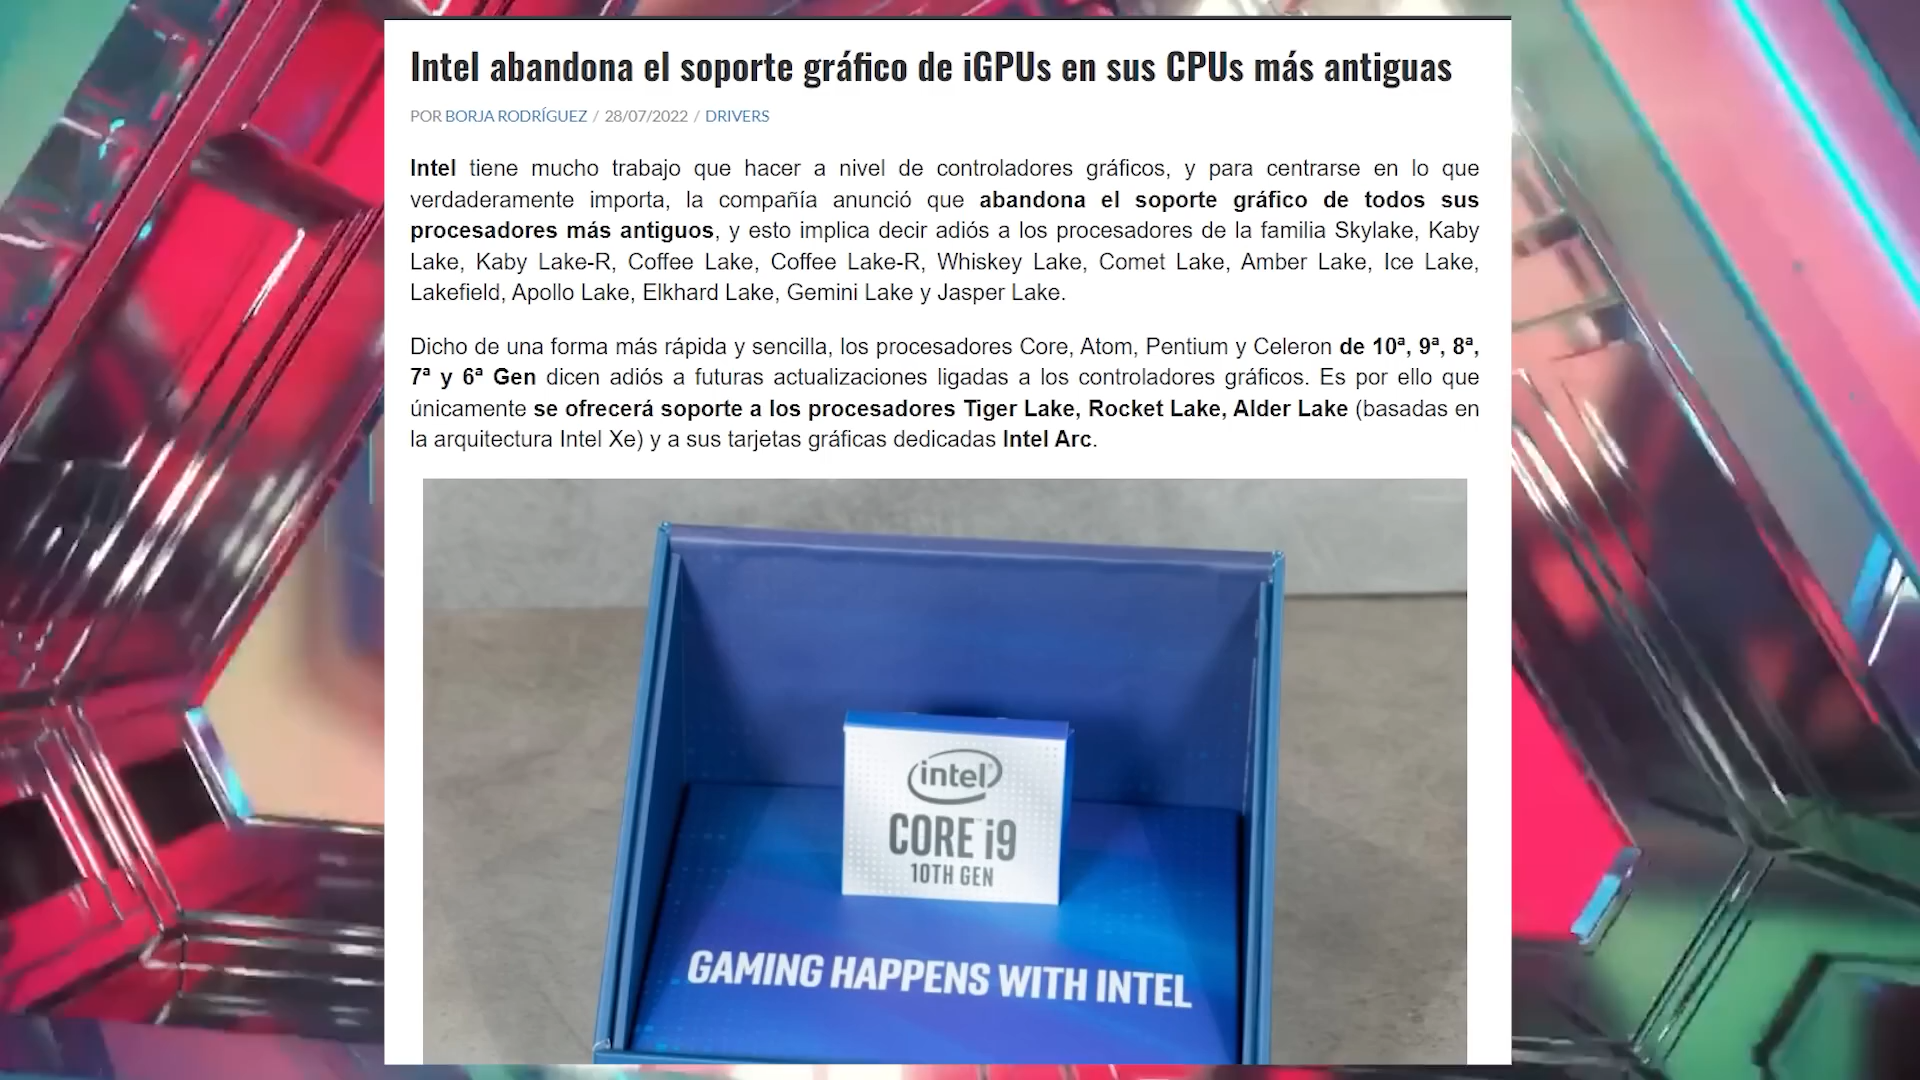 Intel abandona el soporte gráfico de iGPUs en sus CPUs más antiguas
POR BORJA RODRÍGUEZ / 28/07/2022 / DRIVERS
Intel tiene mucho trabajo que hacer a nivel de controladores gráficos, y para centrarse en lo que
verdaderamente importa, la compañía anunció que abandona el soporte gráfico de todos sus
procesadores más antiguos, y esto implica decir adiós a los procesadores de la familia Skylake, Kaby
Lake, Kaby Lake-R, Coffee Lake, Coffee Lake-R, Whiskey Lake, Comet Lake, Amber Lake, Ice Lake,
Lakefield, Apollo Lake, Elkhard Lake, Gemini Lake y Jasper Lake.
Dicho de una forma más rápida y sencilla, los procesadores Core, Atom, Pentium y Celeron de 10ª, 9ª, 8ª,
7ª y 6ª Gen dicen adiós a futuras actualizaciones ligadas a los controladores gráficos. Es por ello que
únicamente se ofrecerá soporte a los procesadores Tiger Lake, Rocket Lake, Alder Lake (basadas en
la arquitectura Intel Xe) y a sus tarjetas gráficas dedicadas Intel Arc.
intel
CORE i9
10TH GEN
GAMING HAPPENS WITH INTEL